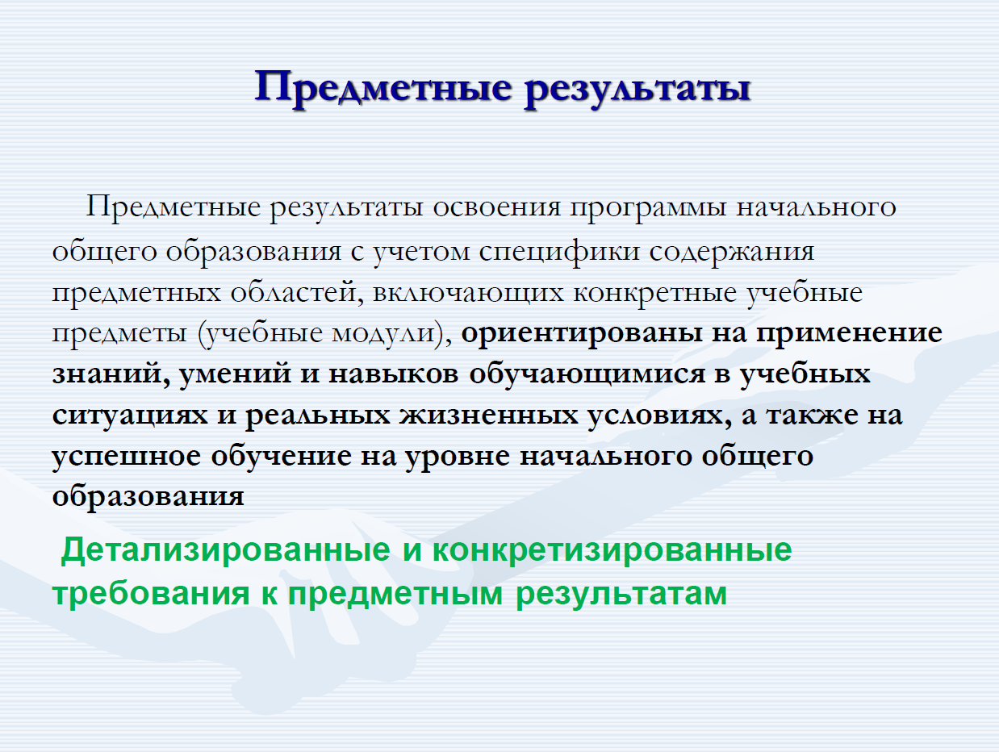 Предметные результаты
Предметные результаты освоения программы начального
общего образования с учетом специфики содержания
предметных областей, включающих конкретные учебные
предметы (учебные модули), ориентированы на применение
знаний, умений и навыков обучающимися в учебных
ситуациях и реальных жизненных условиях, а также на
успешное обучение на уровне начального общего
образования
Детализированные и конкретизированные
требования к предметным результатам